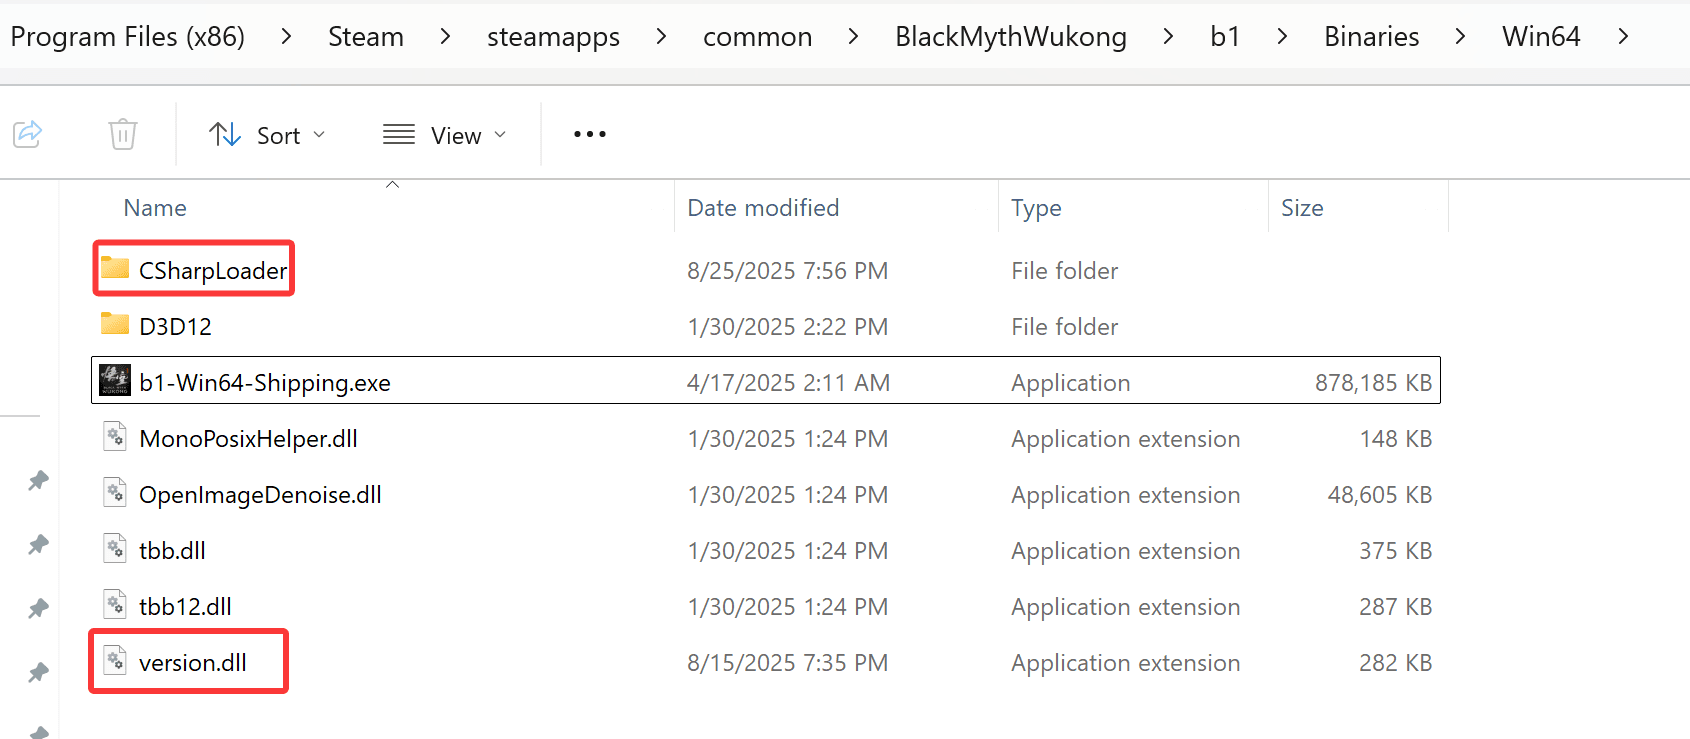 Program Files (x86) > Steam > steamapps > common > BlackMythWukong > b1 > Binaries > Win64 >
Sort View •••
Name Date modified Type Size
CSharpLoader 8/25/2025 7:56 PM File folder
D3D12 1/30/2025 2:22 PM File folder
b1-Win64-Shipping.exe 4/17/2025 2:11 AM Application 878,185 KB
MonoPosixHelper.dll 1/30/2025 1:24 PM Application extension 148 KB
OpenImageDenoise.dll 1/30/2025 1:24 PM Application extension 48,605 KB
tbb.dll 1/30/2025 1:24 PM Application extension 375 KB
tbb12.dll 1/30/2025 1:24 PM Application extension 287 KB
version.dll 8/15/2025 7:35 PM Application extension 282 KB